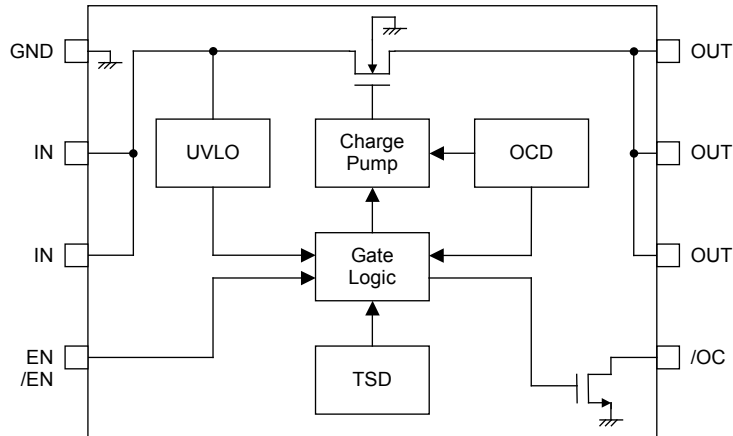 GND
OUT
IN
UVLO
Charge
Pump
OCD
OUT
IN
Gate
Logic
OUT
EN
/EN
TSD
/OC